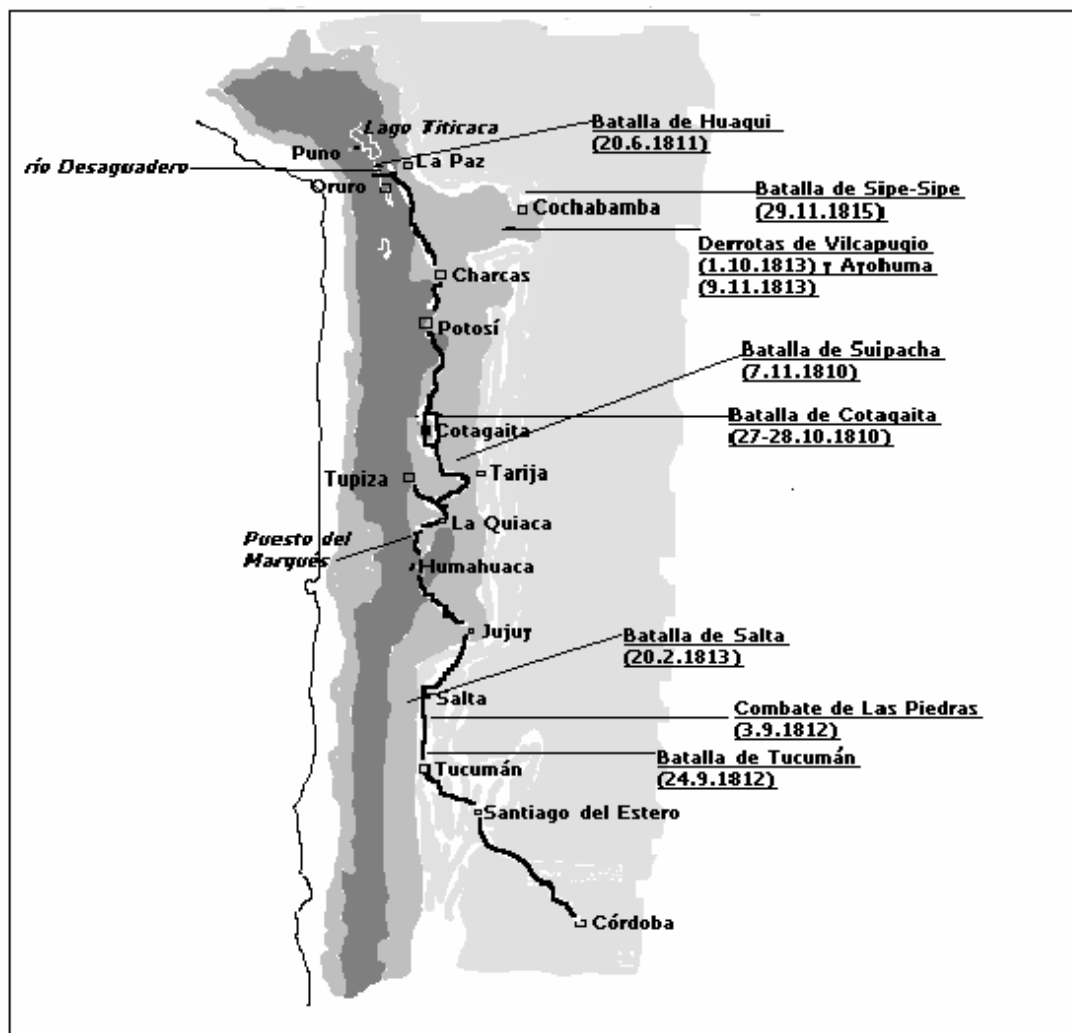 Lago Titicaca
Batalla de Huaqui
(20.6.1811)
Puno
La Paz
río Desaguadero
Oruro
Batalla de Sipe-Sipe
(29.11.1815)
Cochabamba
Derrotas de Vilcapugio
(1.10.1813) y Ayohuma
(9.11.1813)
Charcas
Potosí
Batalla de Suipacha
(7.11.1810)
Batalla de Cotagaita
(27-28.10.1810)
Cotagaita
Tupiza
Tarija
La Quiaca
Puesto del
Marqués
Humahuaca
Jujuy
Batalla de Salta
(20.2.1813)
Salta
Combate de Las Piedras
(3.9.1812)
Batalla de Tucumán
(24.9.1812)
Tucumán
Santiago del Estero
Córdoba